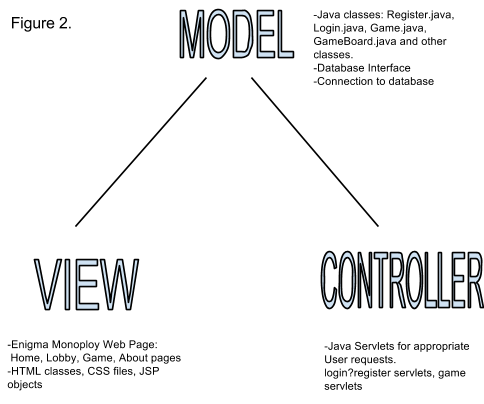 Figure 2.
MODEL
-Java classes: Register.java,
Login.java, Game.java,
GameBoard.java and other
classes.
-Database Interface
-Connection to database
VIEW
CONTROLLER
-Enigma Monoploy Web Page:
Home, Lobby, Game, About pages
-HTML classes, CSS files, JSP
objects
-Java Servlets for appropriate
User requests.
login?register servlets, game
servlets